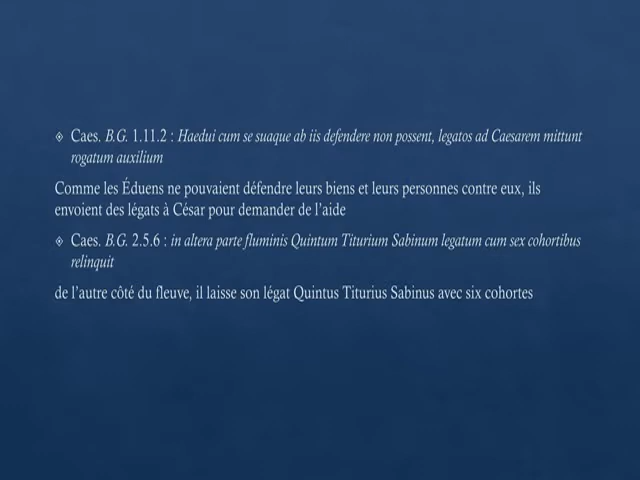 Caes. B.G. 1.11.2 : Haedui cum se suaque ab iis defendere non possent, legatos ad Caesarem mittunt
rogatum auxilium
Comme les Éduens ne pouvaient défendre leurs biens et leurs personnes contre eux, ils
envoient des légats à César pour demander de l’aide
Caes. B.G. 2.5.6 : in altera parte fluminis Quintum Titurium Sabinum legatum cum sex cohortibus
relinquit
de l’autre côté du fleuve, il laisse son légat Quintus Titurius Sabinus avec six cohortes